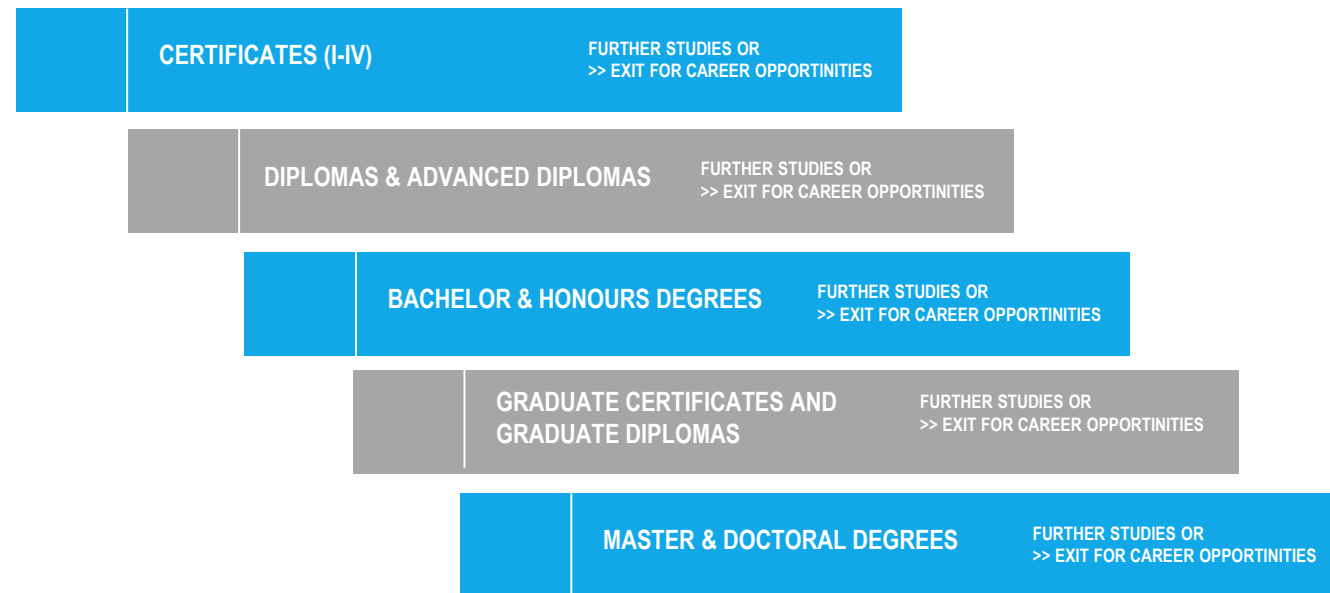 CERTIFICATES (I-IV)
FURTHER STUDIES OR
>> EXIT FOR CAREER OPPORTINITIES
DIPLOMAS & ADVANCED DIPLOMAS
FURTHER STUDIES OR
>> EXIT FOR CAREER OPPORTINITIES
BACHELOR & HONOURS DEGREES
FURTHER STUDIES OR
>> EXIT FOR CAREER OPPORTINITIES
GRADUATE CERTIFICATES AND
GRADUATE DIPLOMAS
FURTHER STUDIES OR
>> EXIT FOR CAREER OPPORTINITIES
MASTER & DOCTORAL DEGREES
FURTHER STUDIES OR
>> EXIT FOR CAREER OPPORTINITIES